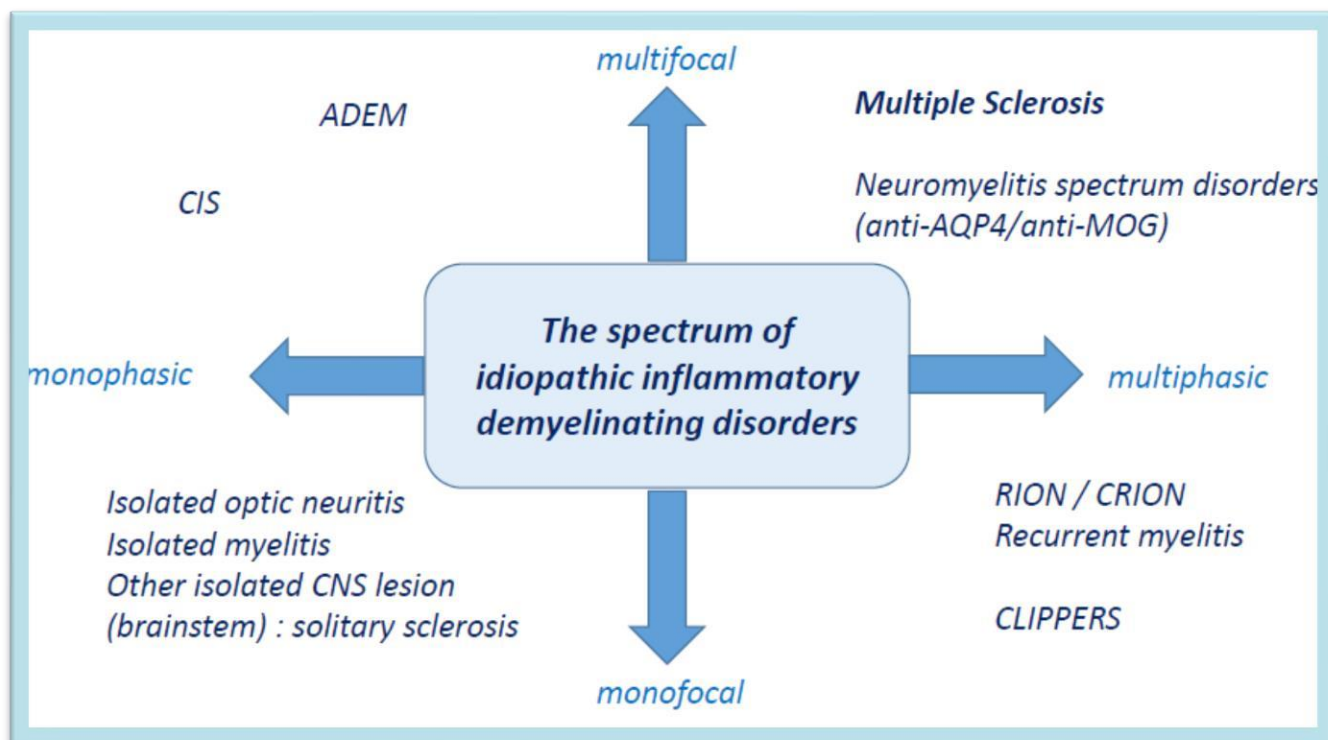 multifocal
ADEM
CIS
Multiple Sclerosis
Neuromyelitis spectrum disorders
(anti-AQP4/anti-MOG)
monophasic
The spectrum of
idiopathic inflammatory
demyelinating disorders
multiphasic
Isolated optic neuritis
Isolated myelitis
Other isolated CNS lesion
(brainstem) : solitary sclerosis
RION / CRION
Recurrent myelitis
CLIPPERS
monofocal